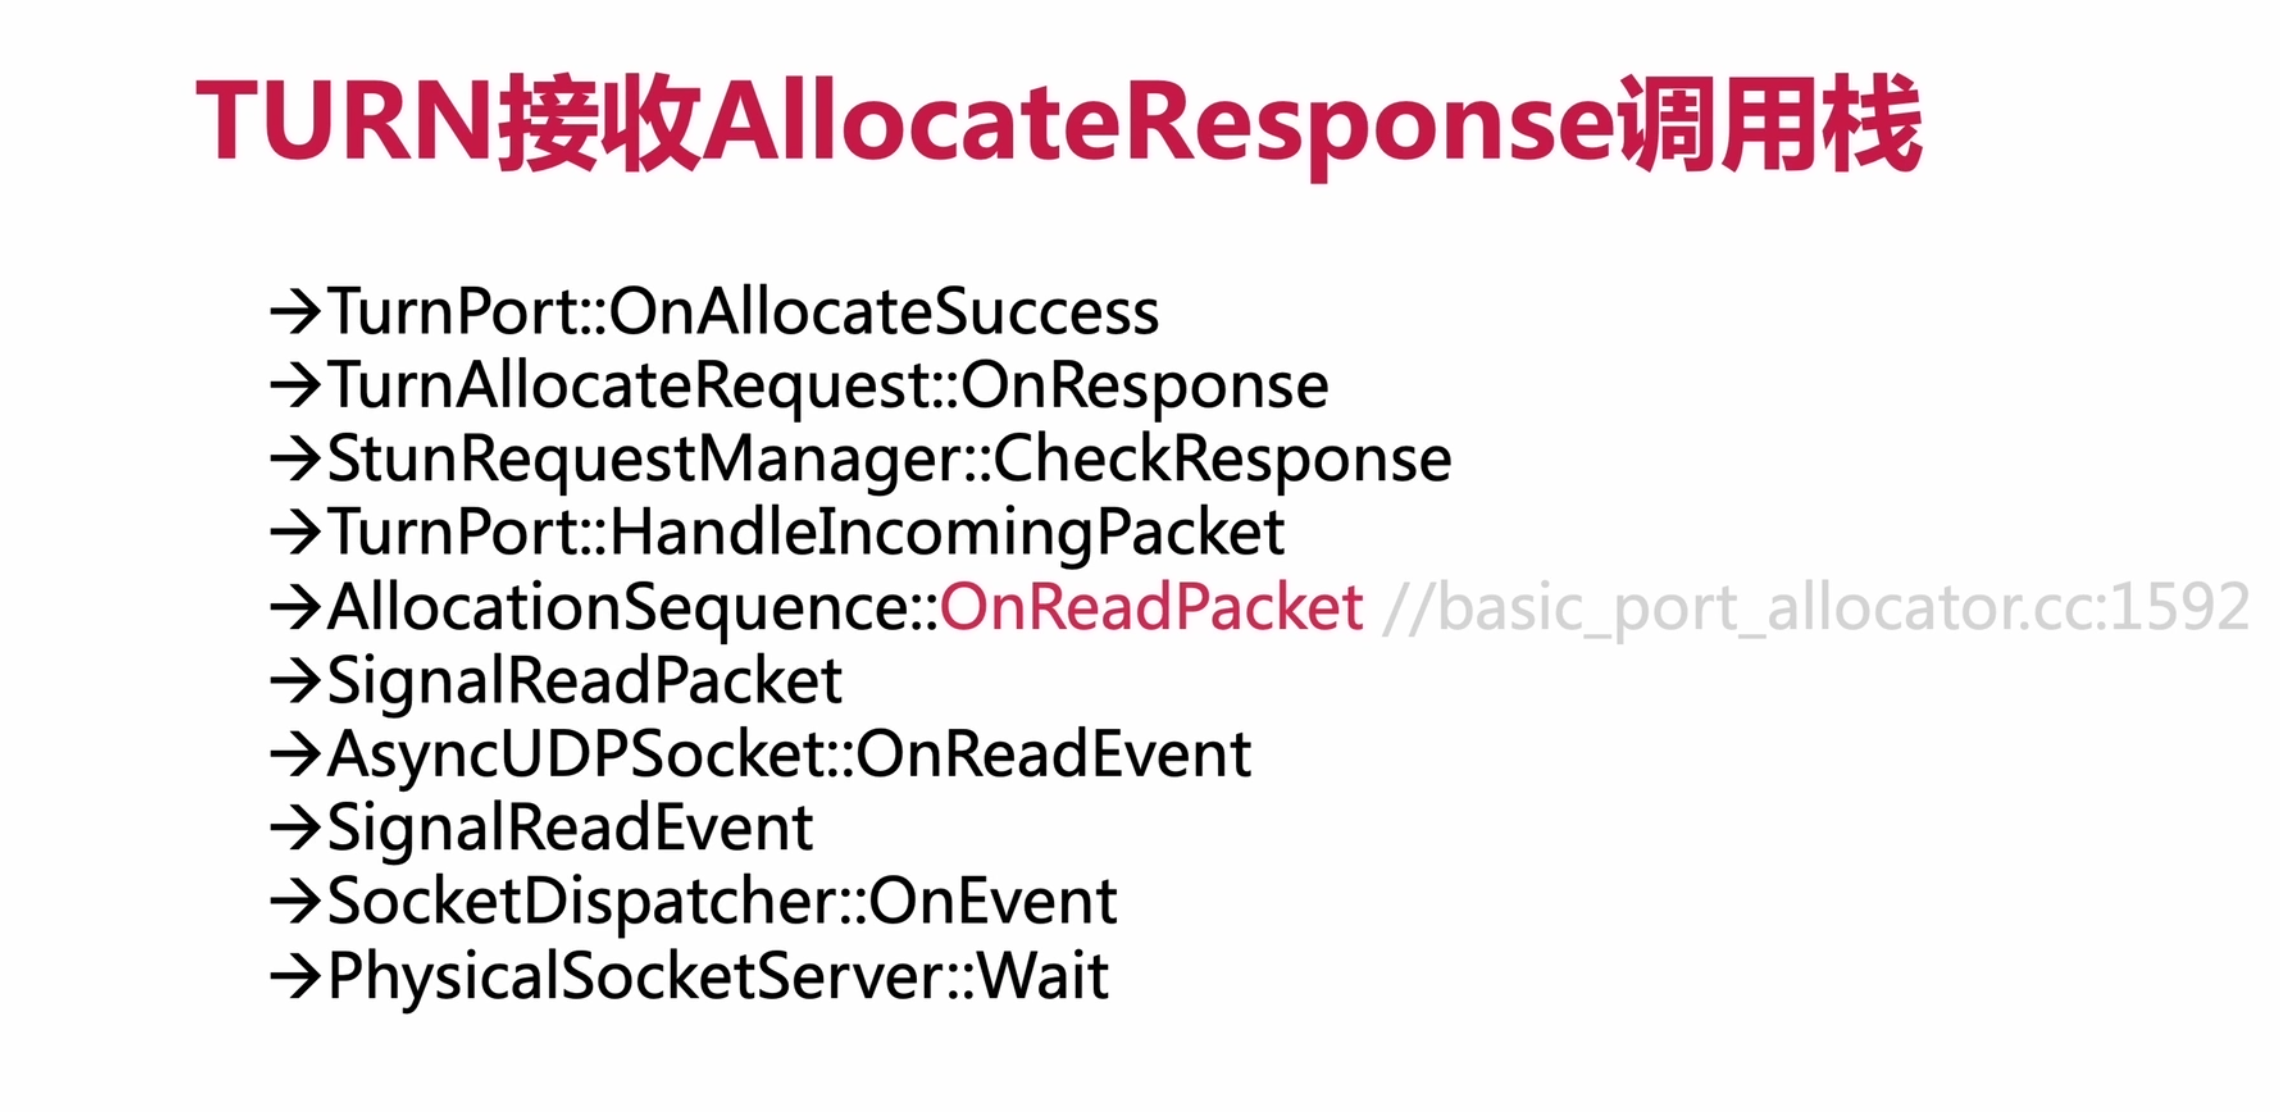 TURN接收AllocateResponse调用栈
→TurnPort::OnAllocateSuccess
→TurnAllocateRequest::OnResponse
→StunRequestManager::CheckResponse
→TurnPort::HandleIncomingPacket
→AllocationSequence::OnReadPacket //basic_port_allocator.cc:1592
→SignalReadPacket
→AsyncUDPSocket::OnReadEvent
→SignalReadEvent
→SocketDispatcher::OnEvent
→PhysicalSocketServer::Wait